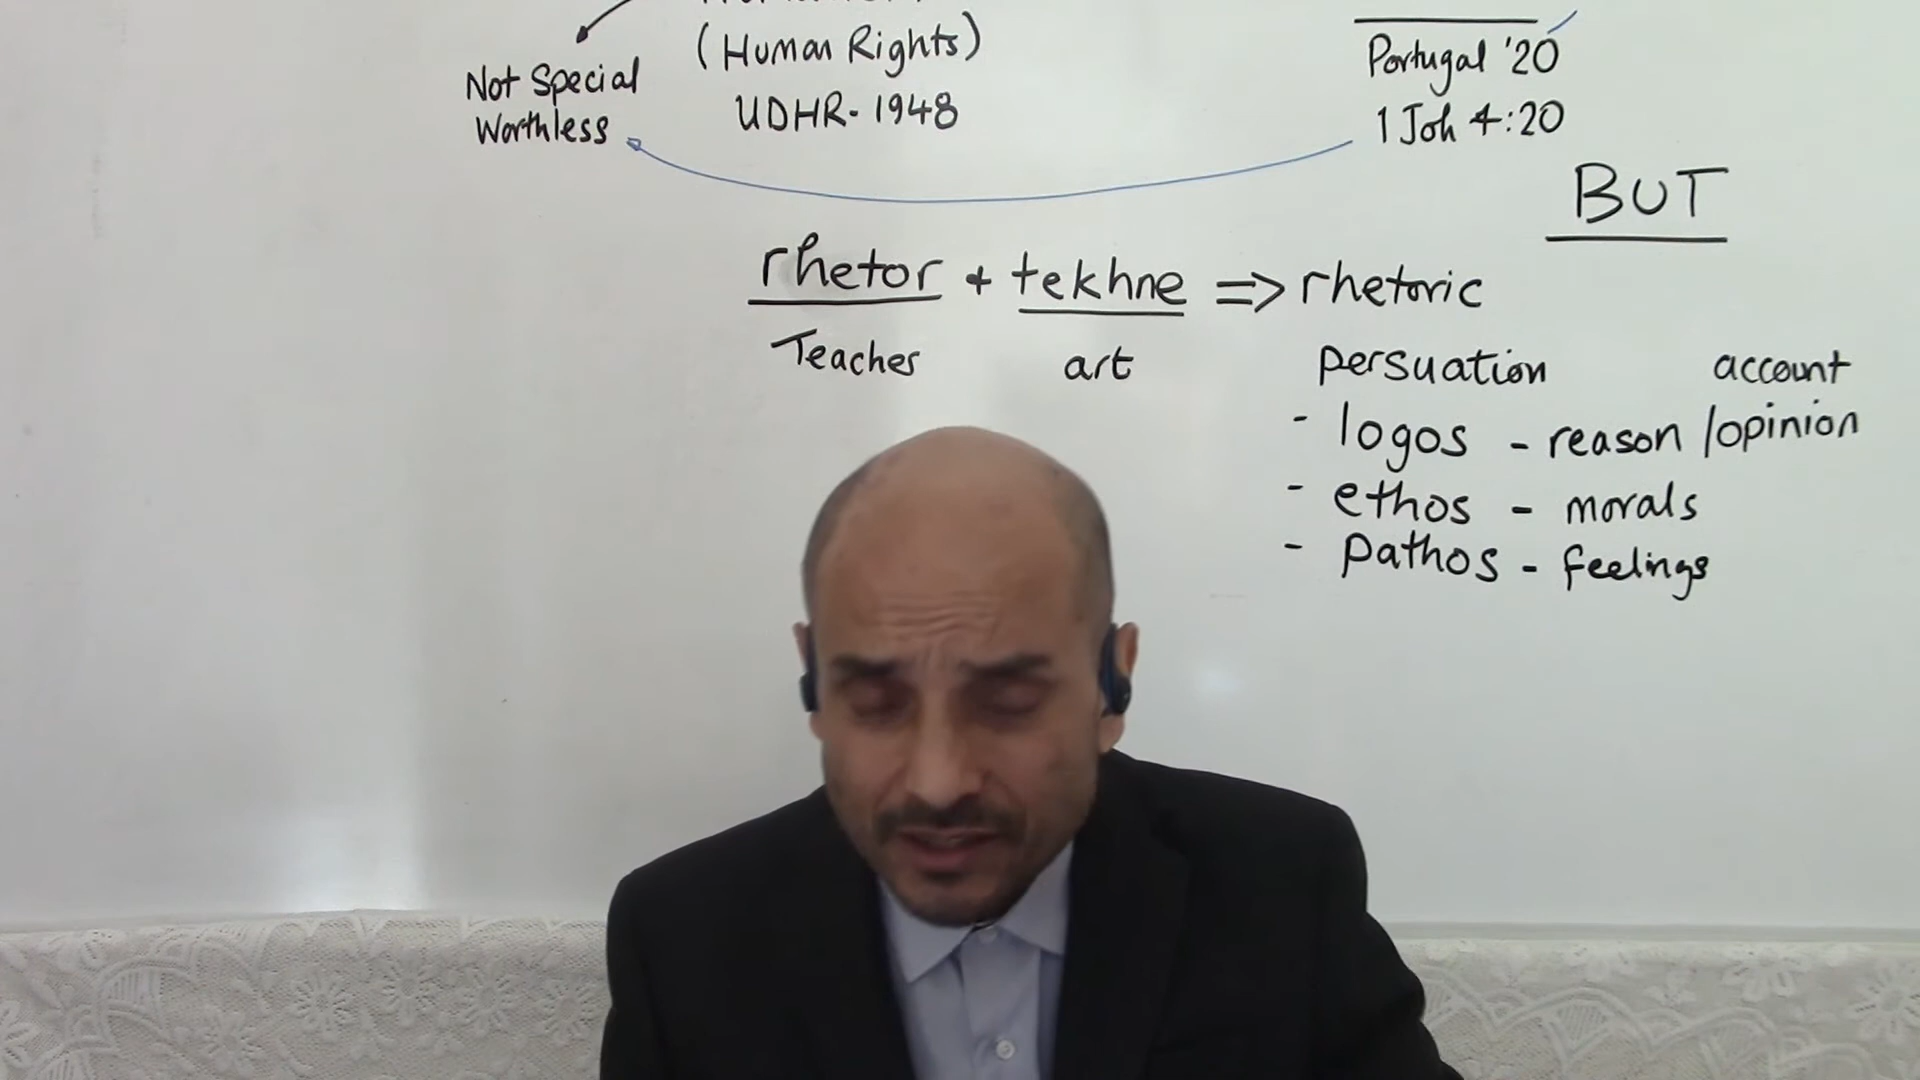 (Human Rights)
UDHR- 1948
Not Special
Worthless
Portugal '20
1 Joh 4:20
BUT
rhetor + tekhne => rhetoric
Teacher art
persuation account
- logos - reason /opinion
- ethos - morals
- pathos - feelings